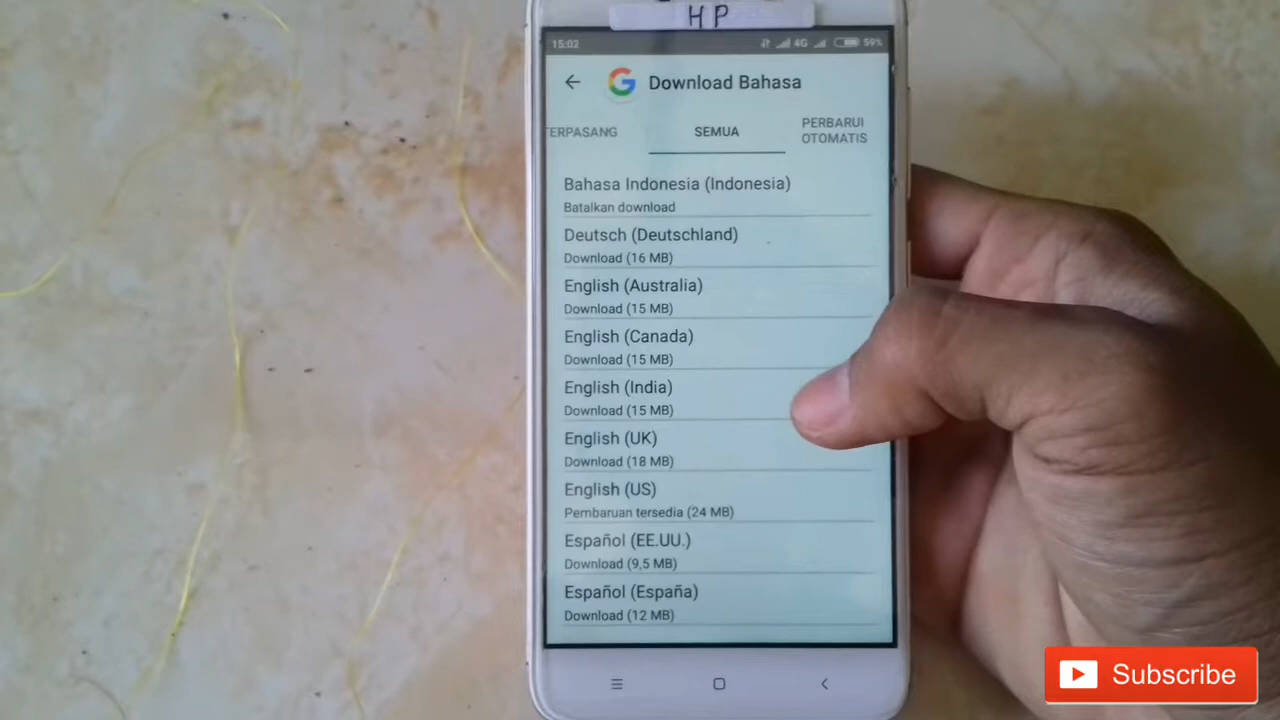 HP
15:02
4G
59%
Download Bahasa
TERPASANG
SEMUA
PERBARUI
OTOMATIS
Bahasa Indonesia (Indonesia)
Batalkan download
Deutsch (Deutschland)
Download (16 MB)
English (Australia)
Download (15 MB)
English (Canada)
Download (15 MB)
English (India)
Download (15 MB)
English (UK)
Download (18 MB)
English (US)
Pembaruan tersedia (24 MB)
Español (EE.UU.)
Download (9,5 MB)
Español (España)
Download (12 MB)
Subscribe